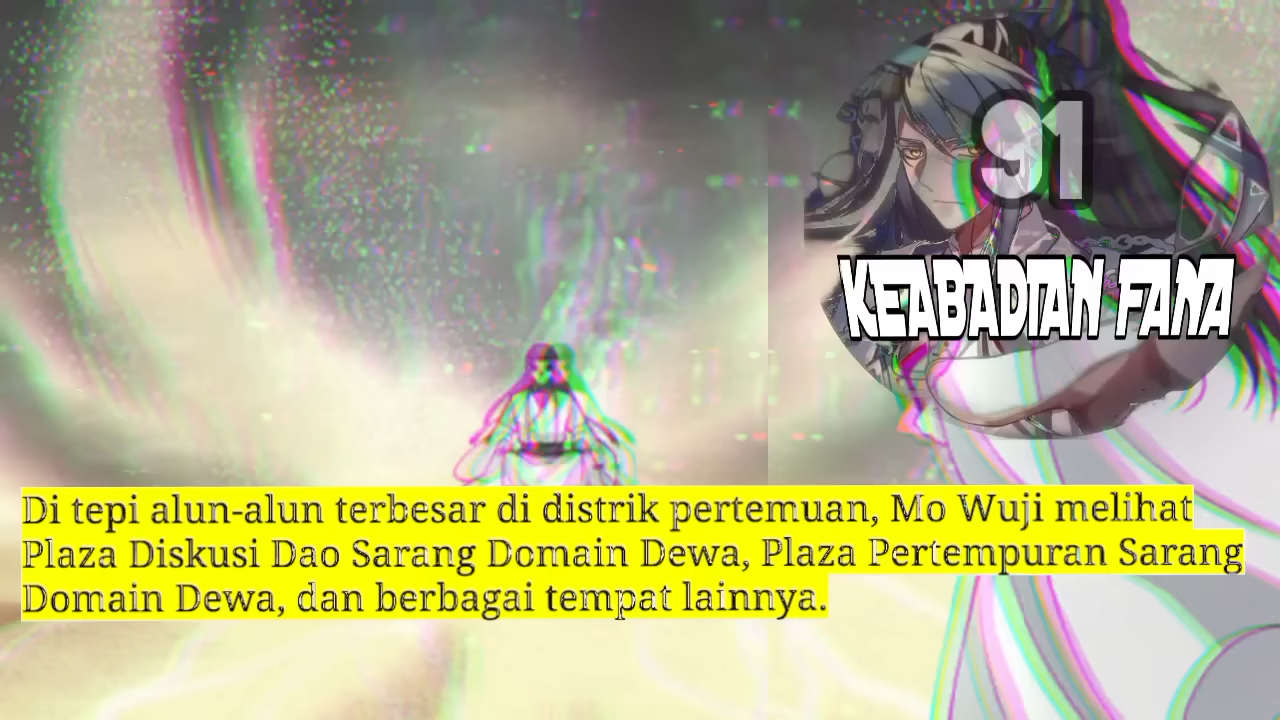 91
KEABADIAN FANA
Di tepi alun-alun terbesar di distrik pertemuan, Mo Wuji melihat
Plaza Diskusi Dao Sarang Domain Dewa, Plaza Pertempuran Sarang
Domain Dewa, dan berbagai tempat lainnya.